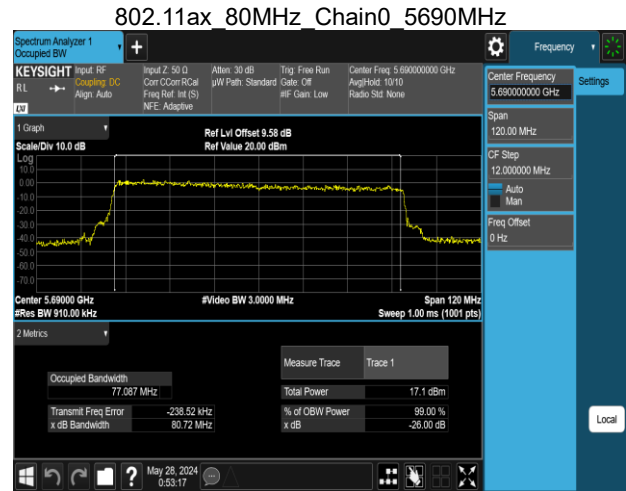 802.11ax_80MHz_Chain0_5690MHz
Spectrum Analyzer 1
Occupied BW
+
Frequency
KEYSIGHT
RL
LXI
Input: RF
Coupling: DC
Align: Auto
Input Z: 50 Ω
Corr CCorr RCal
Freq Ref: Int (S)
NFE: Adaptive
Atten: 30 dB
µW Path: Standard
Trig: Free Run
Gate: Off
#IF Gain: Low
Center Freq: 5.690000000 GHz
Avg|Hold: 10/10
Radio Std: None
Center Frequency
5.690000000 GHz
Settings
Span
120.00 MHz
CF Step
12.000000 MHz
Auto
Man
Freq Offset
0 Hz
Local
1 Graph
Scale/Div 10.0 dB
Ref Lvl Offset 9.58 dB
Ref Value 20.00 dBm
Log
10.0
0.00
-10.0
-20.0
-30.0
-40.0
-50.0
-60.0
-70.0
Center 5.69000 GHz
#Res BW 910.00 kHz
#Video BW 3.0000 MHz
Span 120 MHz
Sweep 1.00 ms (1001 pts)
2 Metrics
Occupied Bandwidth
77.087 MHz
Transmit Freq Error -238.52 kHz
x dB Bandwidth 80.72 MHz
Measure Trace Trace 1
Total Power 17.1 dBm
% of OBW Power 99.00 %
x dB -26.00 dB
?
May 28, 2024
0:53:17